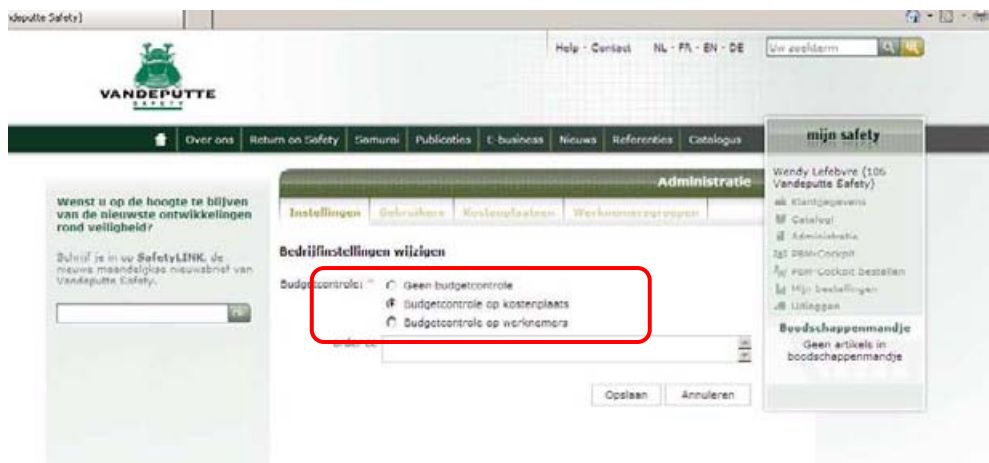 deputte Safety]
Help · Contact NL · FR · EN · DE
Uw zoekterm
VANDEPUTTE
SAFETY
Over ons
Return on Safety
Samurai
Publicaties
E-business
Nieuws
Referenties
Catalogus
mijn safety
Wendy Lefebvre (106
Vandeputte Safety)
Klantgegevens
Catalogi
Administratie
PBM-Cockpit
PBM-Cockpit bestellen
Mijn bestellingen
Uitloggen
Boodschappenmandje
Geen artikels in
boodschappenmandje
Wenst u op de hoogte te blijven
van de nieuwste ontwikkelingen
rond veiligheid?
Schrijf je in op SafetyLINK, de
nieuwe maandelijkse nieuwsbrief van
Vandeputte Safety.
Administratie
Instellingen
Gebruikers
Kostenplaatsen
Werknemersgroepen
Bedrijfinstellingen wijzigen
Budgetcontrole: *
Geen budgetcontrole
Budgetcontrole op kostenplaats
Budgetcontrole op werknemers
Opslaan
Annuleren